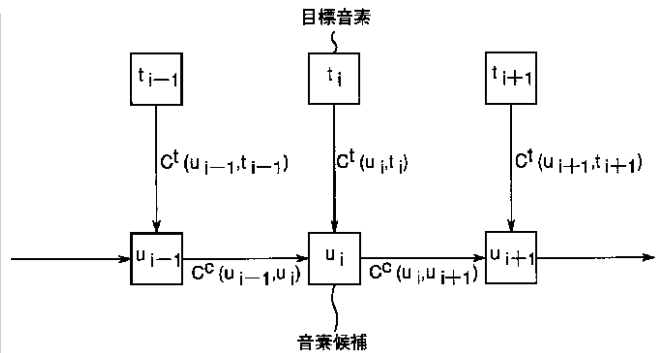 目標音素
t i−1
t i
t i+1
C t (u i−1,t i−1)
C t (u i,t i)
C t (u i+1,t i+1)
u i−1
u i
u i+1
C c (u i−1,u i)
C c (u i,u i+1)
音素候補